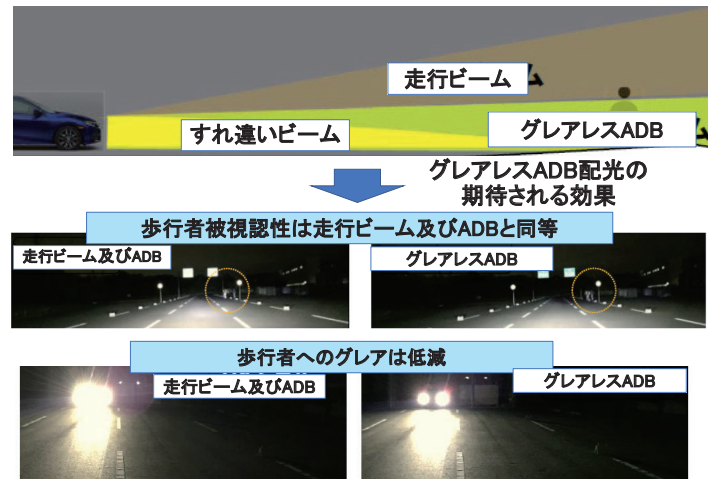 走行ビーム
すれ違いビーム
グレアレスADB
グレアレスADB配光の
期待される効果
歩行者被視認性は走行ビーム及びADBと同等
走行ビーム及びADB
グレアレスADB
歩行者へのグレアは低減
走行ビーム及びADB
グレアレスADB